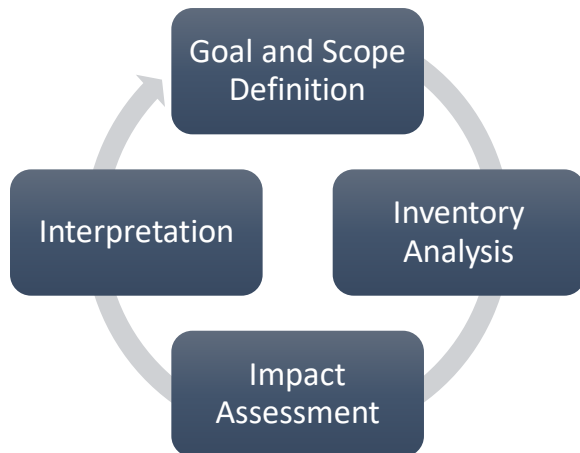 Goal and Scope
Definition
Inventory
Analysis
Impact
Assessment
Interpretation